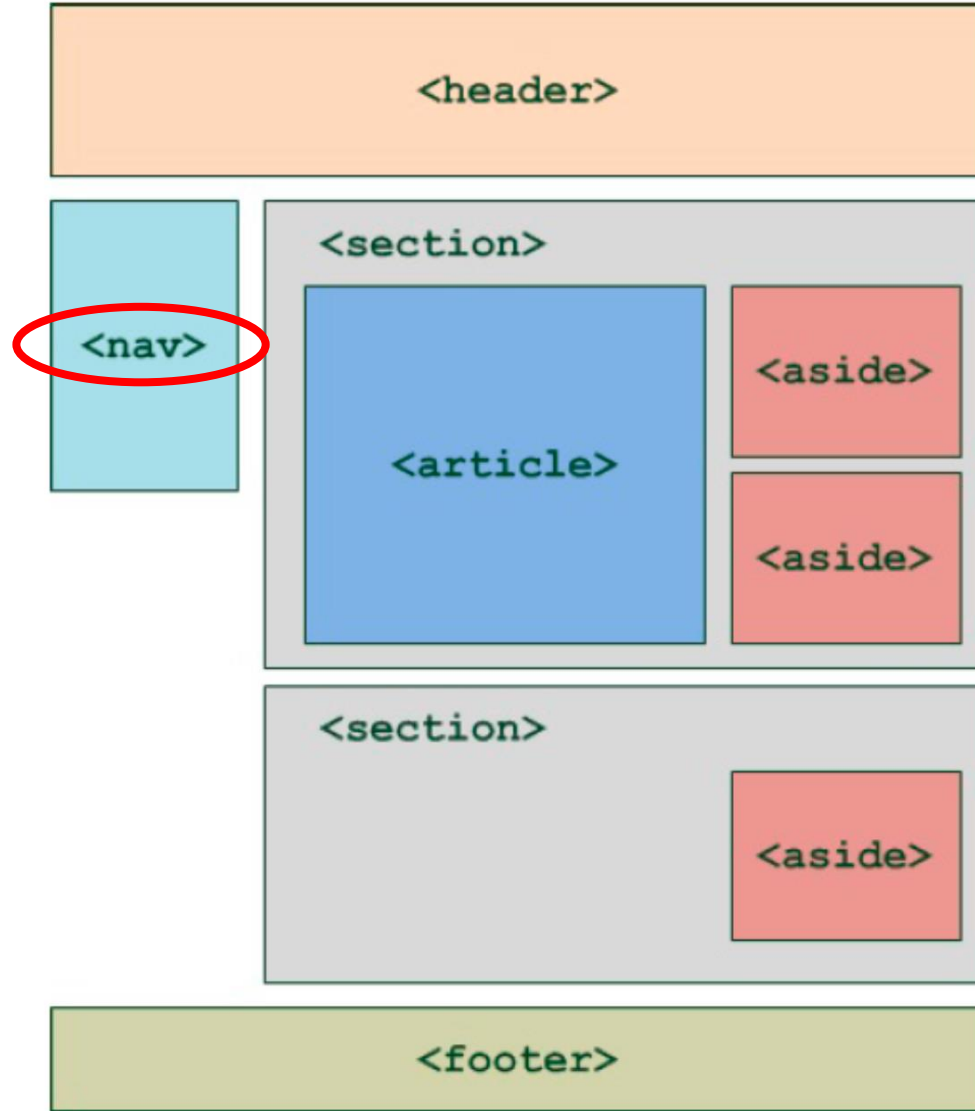 <header>
<nav>
<section>
<article>
<aside>
<aside>
<section>
<aside>
<footer>